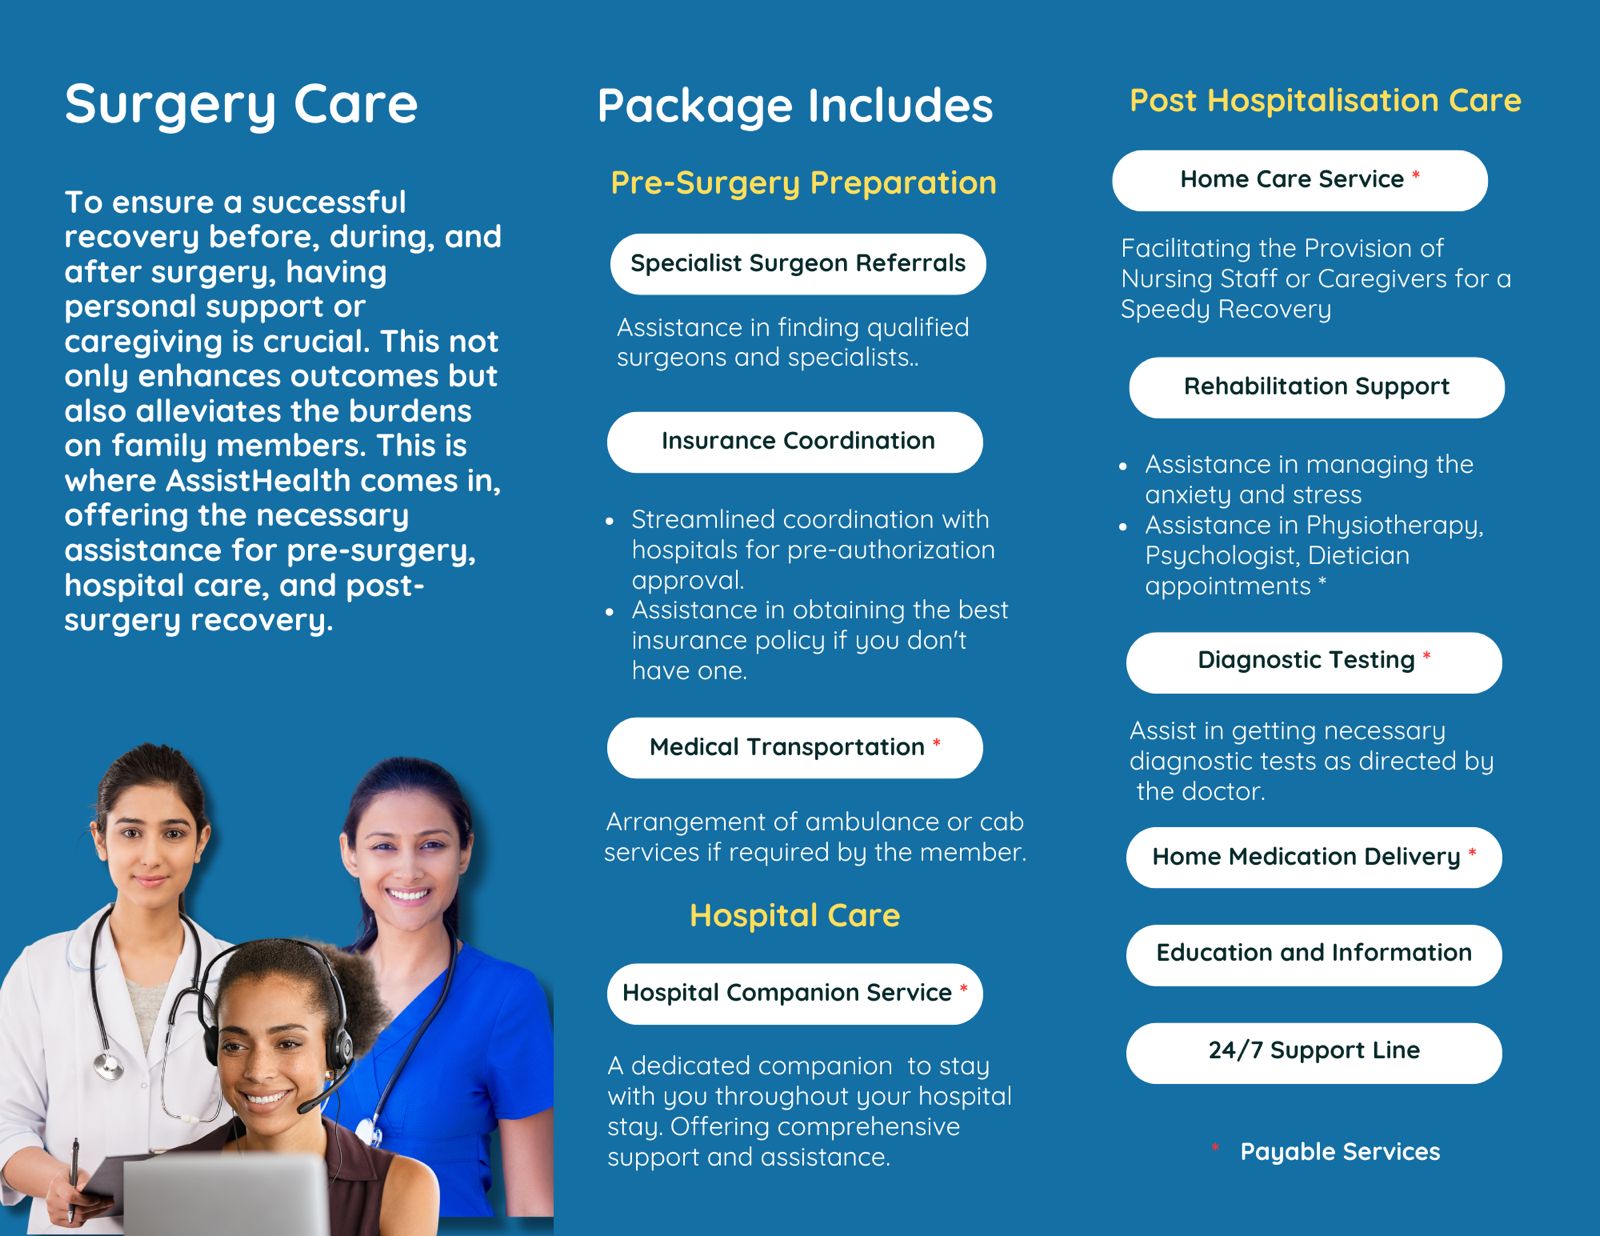 Surgery Care
To ensure a successful
recovery before, during, and
after surgery, having
personal support or
caregiving is crucial. This not
only enhances outcomes but
also alleviates the burdens
on family members. This is
where AssistHealth comes in,
offering the necessary
assistance for pre-surgery,
hospital care, and post-
surgery recovery.
Package Includes
Pre-Surgery Preparation
Specialist Surgeon Referrals
Assistance in finding qualified
surgeons and specialists..
Insurance Coordination
• Streamlined coordination with
hospitals for pre-authorization
approval.
• Assistance in obtaining the best
insurance policy if you don't
have one.
Medical Transportation *
Arrangement of ambulance or cab
services if required by the member.
Hospital Care
Hospital Companion Service *
A dedicated companion to stay
with you throughout your hospital
stay. Offering comprehensive
support and assistance.
Post Hospitalisation Care
Home Care Service *
Facilitating the Provision of
Nursing Staff or Caregivers for a
Speedy Recovery
Rehabilitation Support
• Assistance in managing the
anxiety and stress
• Assistance in Physiotherapy,
Psychologist, Dietician
appointments *
Diagnostic Testing *
Assist in getting necessary
diagnostic tests as directed by
the doctor.
Home Medication Delivery *
Education and Information
24/7 Support Line
* Payable Services